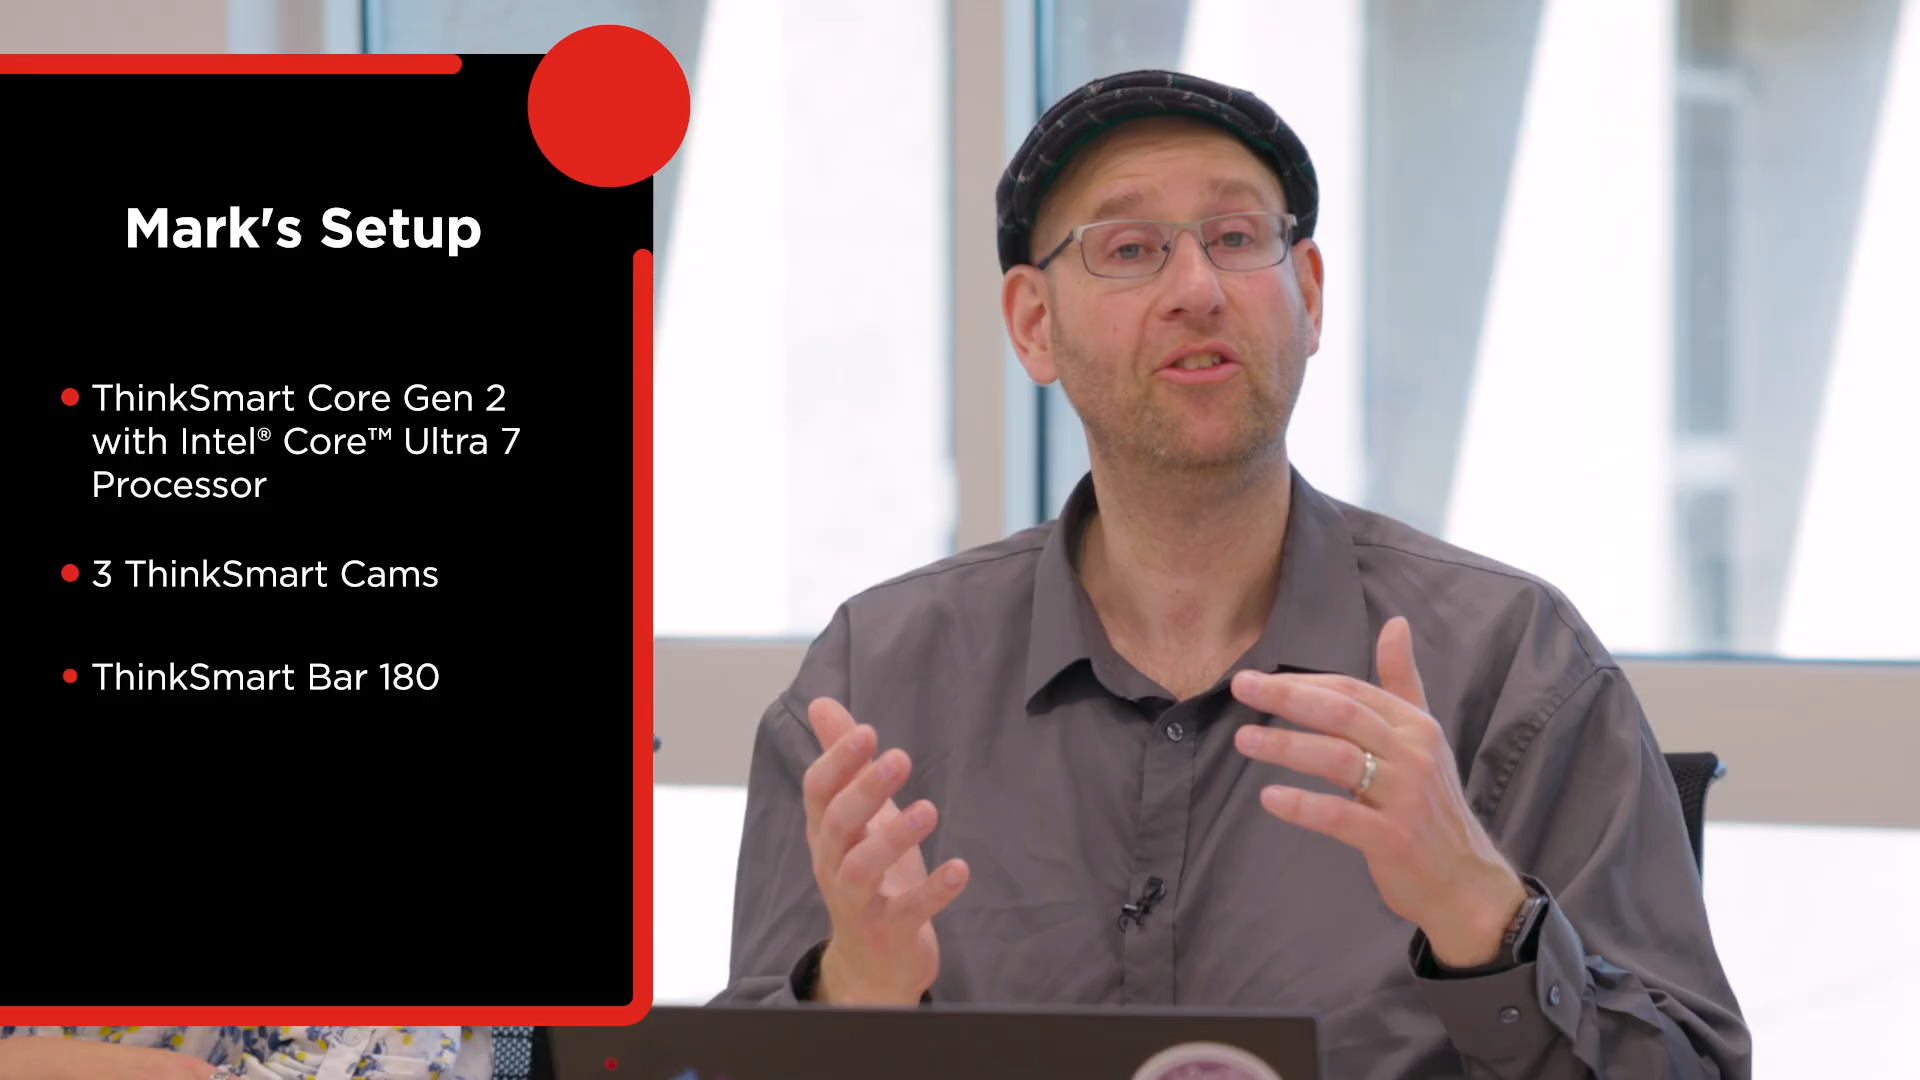 Mark's Setup
ThinkSmart Core Gen 2
with Intel® Core™ Ultra 7
Processor
3 ThinkSmart Cams
ThinkSmart Bar 180